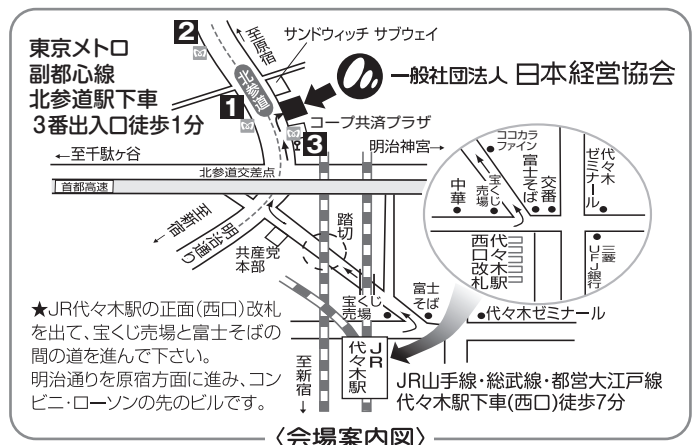 東京メトロ
副都心線
北参道駅下車
3番出入口徒歩1分
2
至原宿
サンドウィッチ サブウェイ
北参道
一般社団法人 日本経営協会
1
コープ共済プラザ
3
←至千駄ヶ谷
明治神宮→
北参道交差点
首都高速
至新宿
明治通り
共産党
本部
踏切
ココカラ
ファイン
富士そば
交番
代々木
ゼミナール
中華
宝くじ
売場
代々木駅
西口改札
三菱
UFJ銀行
★JR代々木駅の正面(西口)改札
を出て、宝くじ売場と富士そばの
間の道を進んで下さい。
明治通りを原宿方面に進み、コン
ビニ・ローソンの先のビルです。
宝くじ
売場
富士
そば
代々木ゼミナール
至新宿
JR
代々木駅
JR山手線・総武線・都営大江戸線
代々木駅下車(西口)徒歩7分
〈会場案内図〉